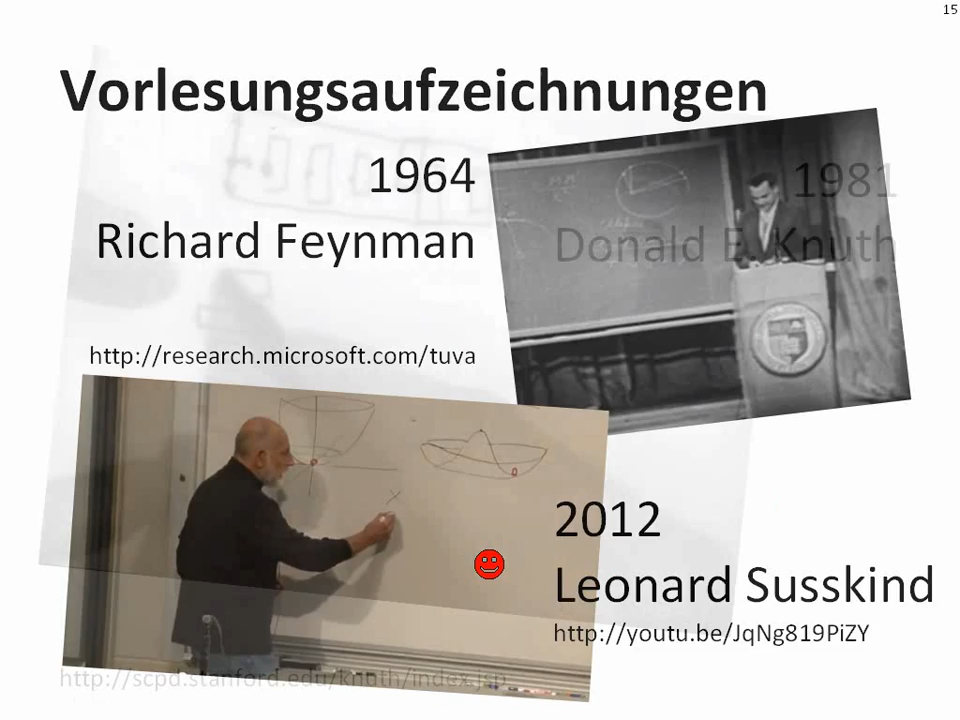 15
Vorlesungsaufzeichnungen
1964
Richard Feynman
http://research.microsoft.com/tuva
1981
Donald E. Knuth
2012
Leonard Susskind
http://youtu.be/JqNg819PiZY
http://scpd.stanford.edu/knuth/index.jsp
X